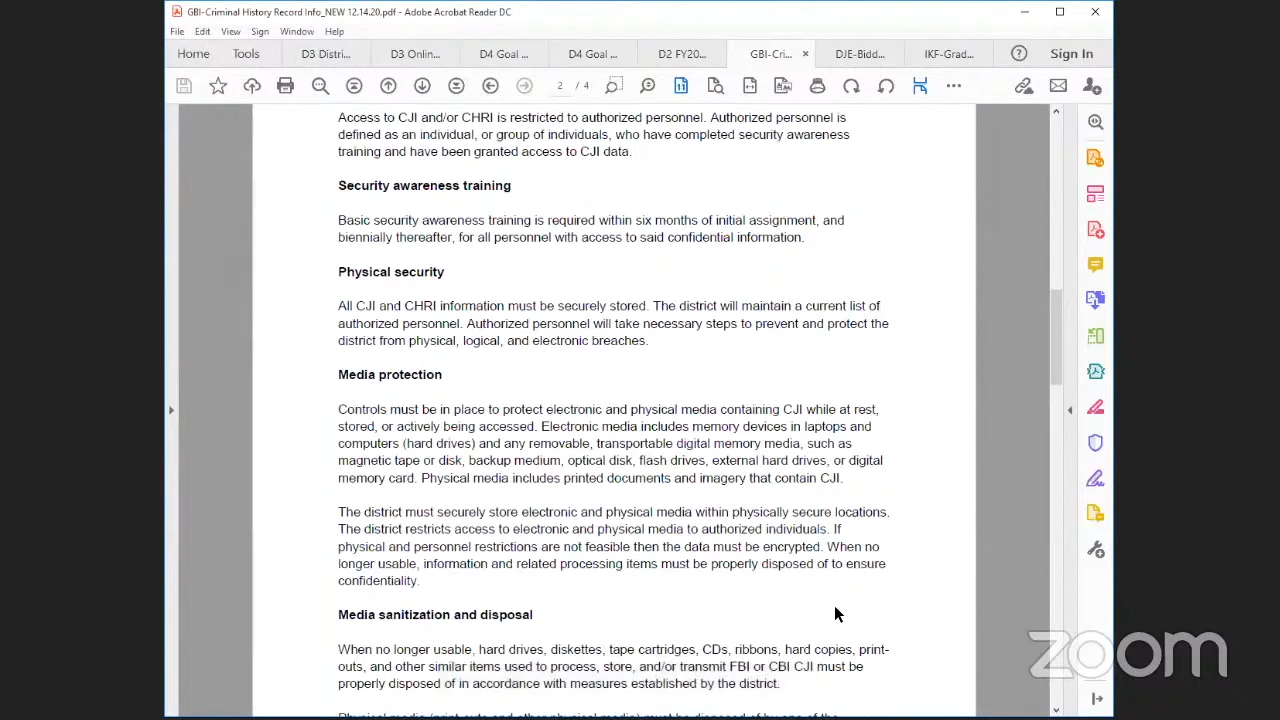 GBI-Criminal History Record Info_NEW 12.14.20.pdf - Adobe Acrobat Reader DC
File Edit View Sign Window Help
Home Tools D3 Distri... D3 Onlin... D4 Goal ... D4 Goal ... D2 FY20... GBI-Cri... × DJE-Bidd... IKF-Grad... Sign In
2 / 4
Access to CJI and/or CHRI is restricted to authorized personnel. Authorized personnel is
defined as an individual, or group of individuals, who have completed security awareness
training and have been granted access to CJI data.
Security awareness training
Basic security awareness training is required within six months of initial assignment, and
biennially thereafter, for all personnel with access to said confidential information.
Physical security
All CJI and CHRI information must be securely stored. The district will maintain a current list of
authorized personnel. Authorized personnel will take necessary steps to prevent and protect the
district from physical, logical, and electronic breaches.
Media protection
Controls must be in place to protect electronic and physical media containing CJI while at rest,
stored, or actively being accessed. Electronic media includes memory devices in laptops and
computers (hard drives) and any removable, transportable digital memory media, such as
magnetic tape or disk, backup medium, optical disk, flash drives, external hard drives, or digital
memory card. Physical media includes printed documents and imagery that contain CJI.
The district must securely store electronic and physical media within physically secure locations.
The district restricts access to electronic and physical media to authorized individuals. If
physical and personnel restrictions are not feasible then the data must be encrypted. When no
longer usable, information and related processing items must be properly disposed of to ensure
confidentiality.
Media sanitization and disposal
When no longer usable, hard drives, diskettes, tape cartridges, CDs, ribbons, hard copies, print-
outs, and other similar items used to process, store, and/or transmit FBI or CBI CJI must be
properly disposed of in accordance with measures established by the district.
Physical media (print-outs and other physical media) must be disposed of by one of the
zoom